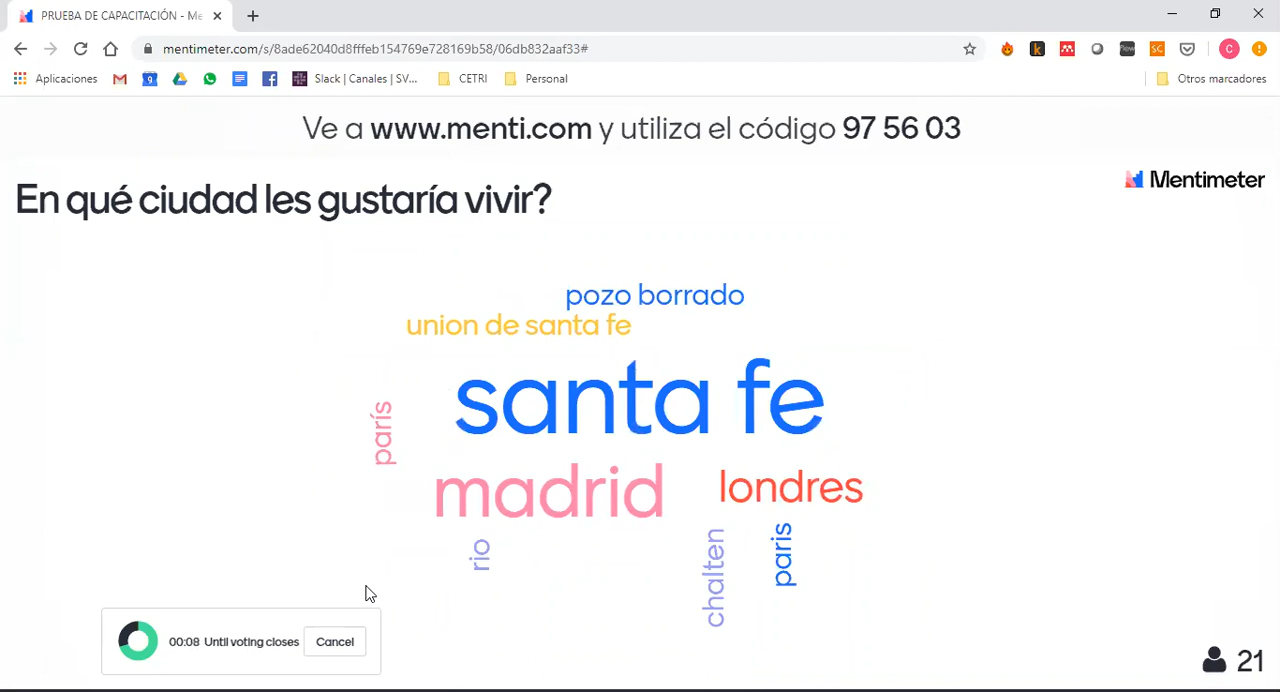 PRUEBA DE CAPACITACIÓN - Me
mentimeter.com/s/8ade62040d8fffeb154769e728169b58/06db832aaf33#
Aplicaciones
Slack | Canales | SV...
CETRI
Personal
Otros marcadores
Ve a www.menti.com y utiliza el código 97 56 03
Mentimeter
En qué ciudad les gustaría vivir?
pozo borrado
union de santa fe
santa fe
parís
madrid
londres
rio
chalten
paris
00:08 Until voting closes Cancel
21